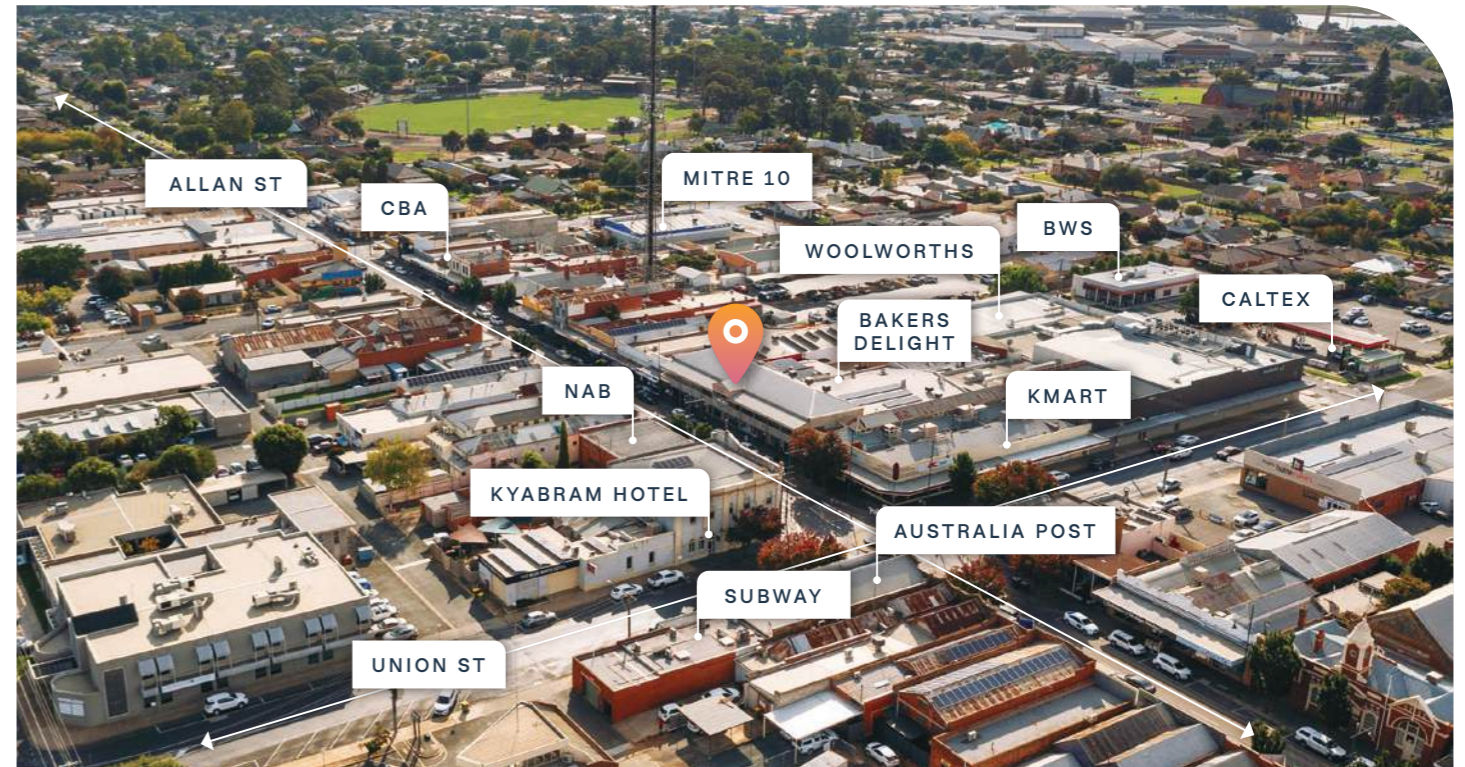 ALLAN ST
CBA
MITRE 10
WOOLWORTHS
BWS
CALTEX
BAKERS
DELIGHT
NAB
KMART
KYABRAM HOTEL
AUSTRALIA POST
SUBWAY
UNION ST